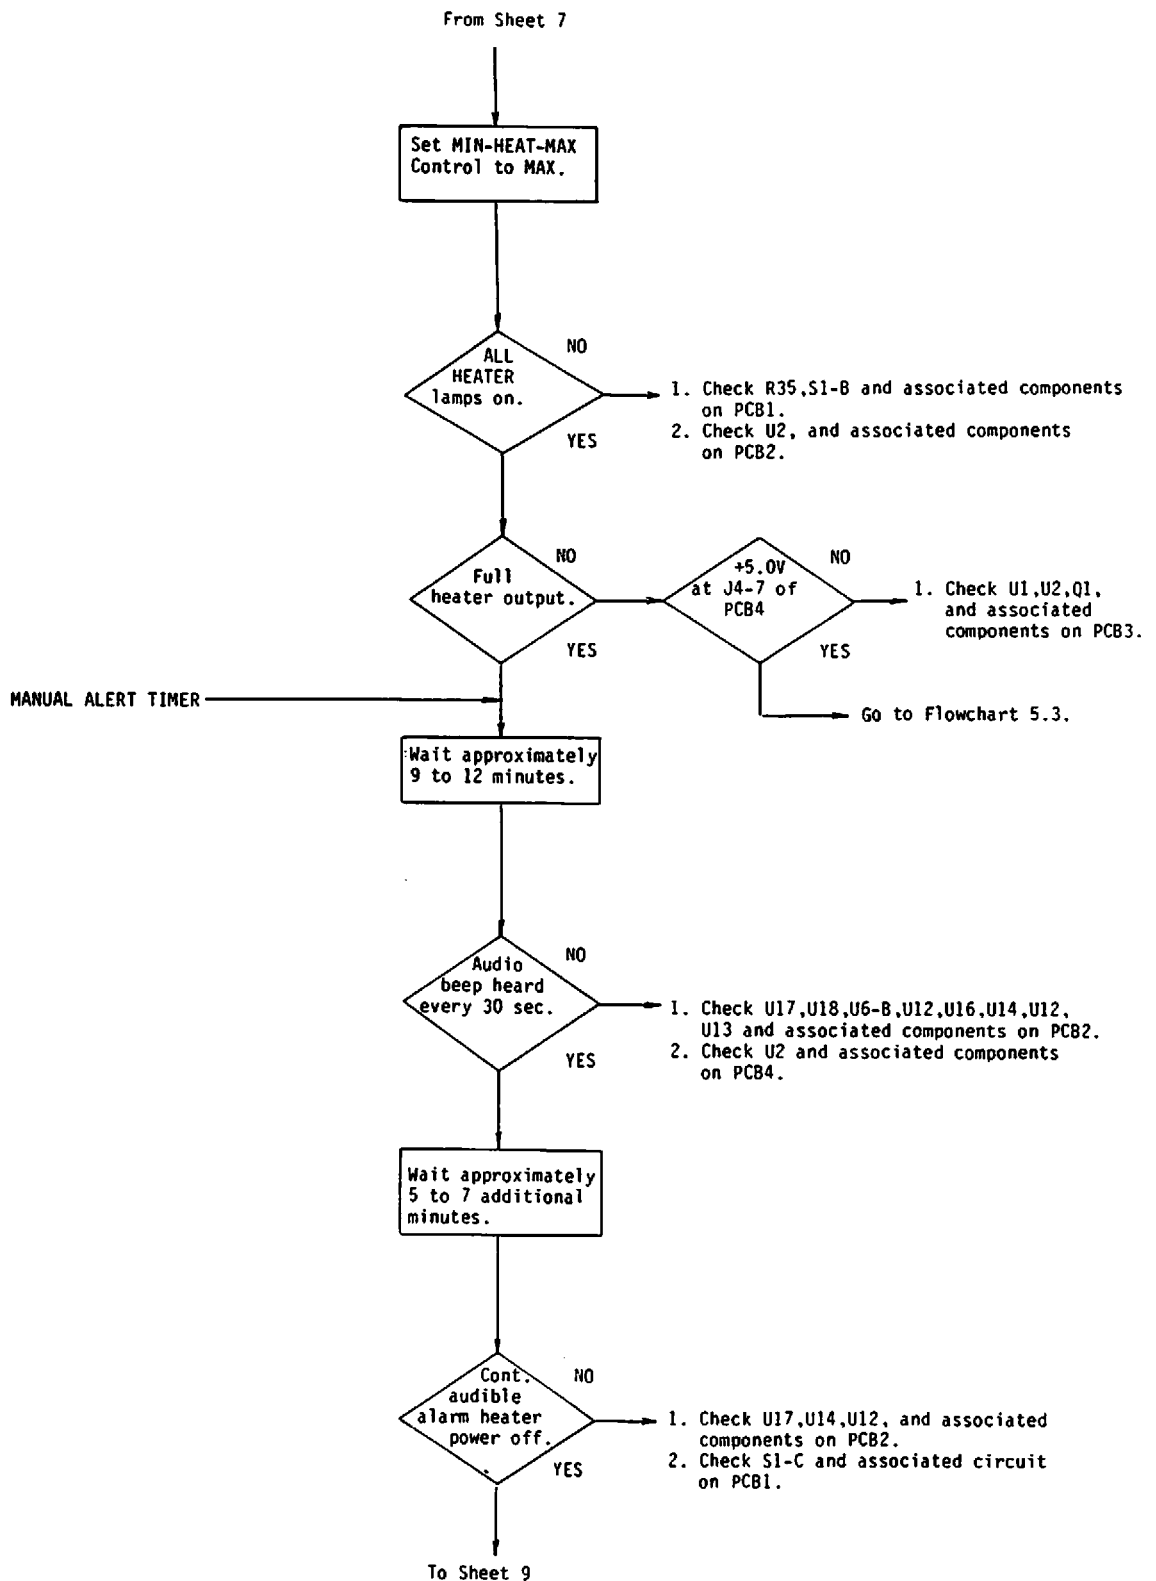 From Sheet 7
Set MIN-HEAT-MAX
Control to MAX.
ALL
HEATER
lamps on.
NO
YES
1. Check R35,S1-B and associated components
on PCB1.
2. Check U2, and associated components
on PCB2.
Full
heater output.
NO
YES
+5.0V
at J4-7 of
PCB4
NO
YES
1. Check U1,U2,Q1,
and associated
components on PCB3.
Go to Flowchart 5.3.
MANUAL ALERT TIMER
Wait approximately
9 to 12 minutes.
Audio
beep heard
every 30 sec.
NO
YES
1. Check U17,U18,U6-B,U12,U16,U14,U12,
U13 and associated components on PCB2.
2. Check U2 and associated components
on PCB4.
Wait approximately
5 to 7 additional
minutes.
Cont.
audible
alarm heater
power off.
NO
YES
1. Check U17,U14,U12, and associated
components on PCB2.
2. Check S1-C and associated circuit
on PCB1.
To Sheet 9